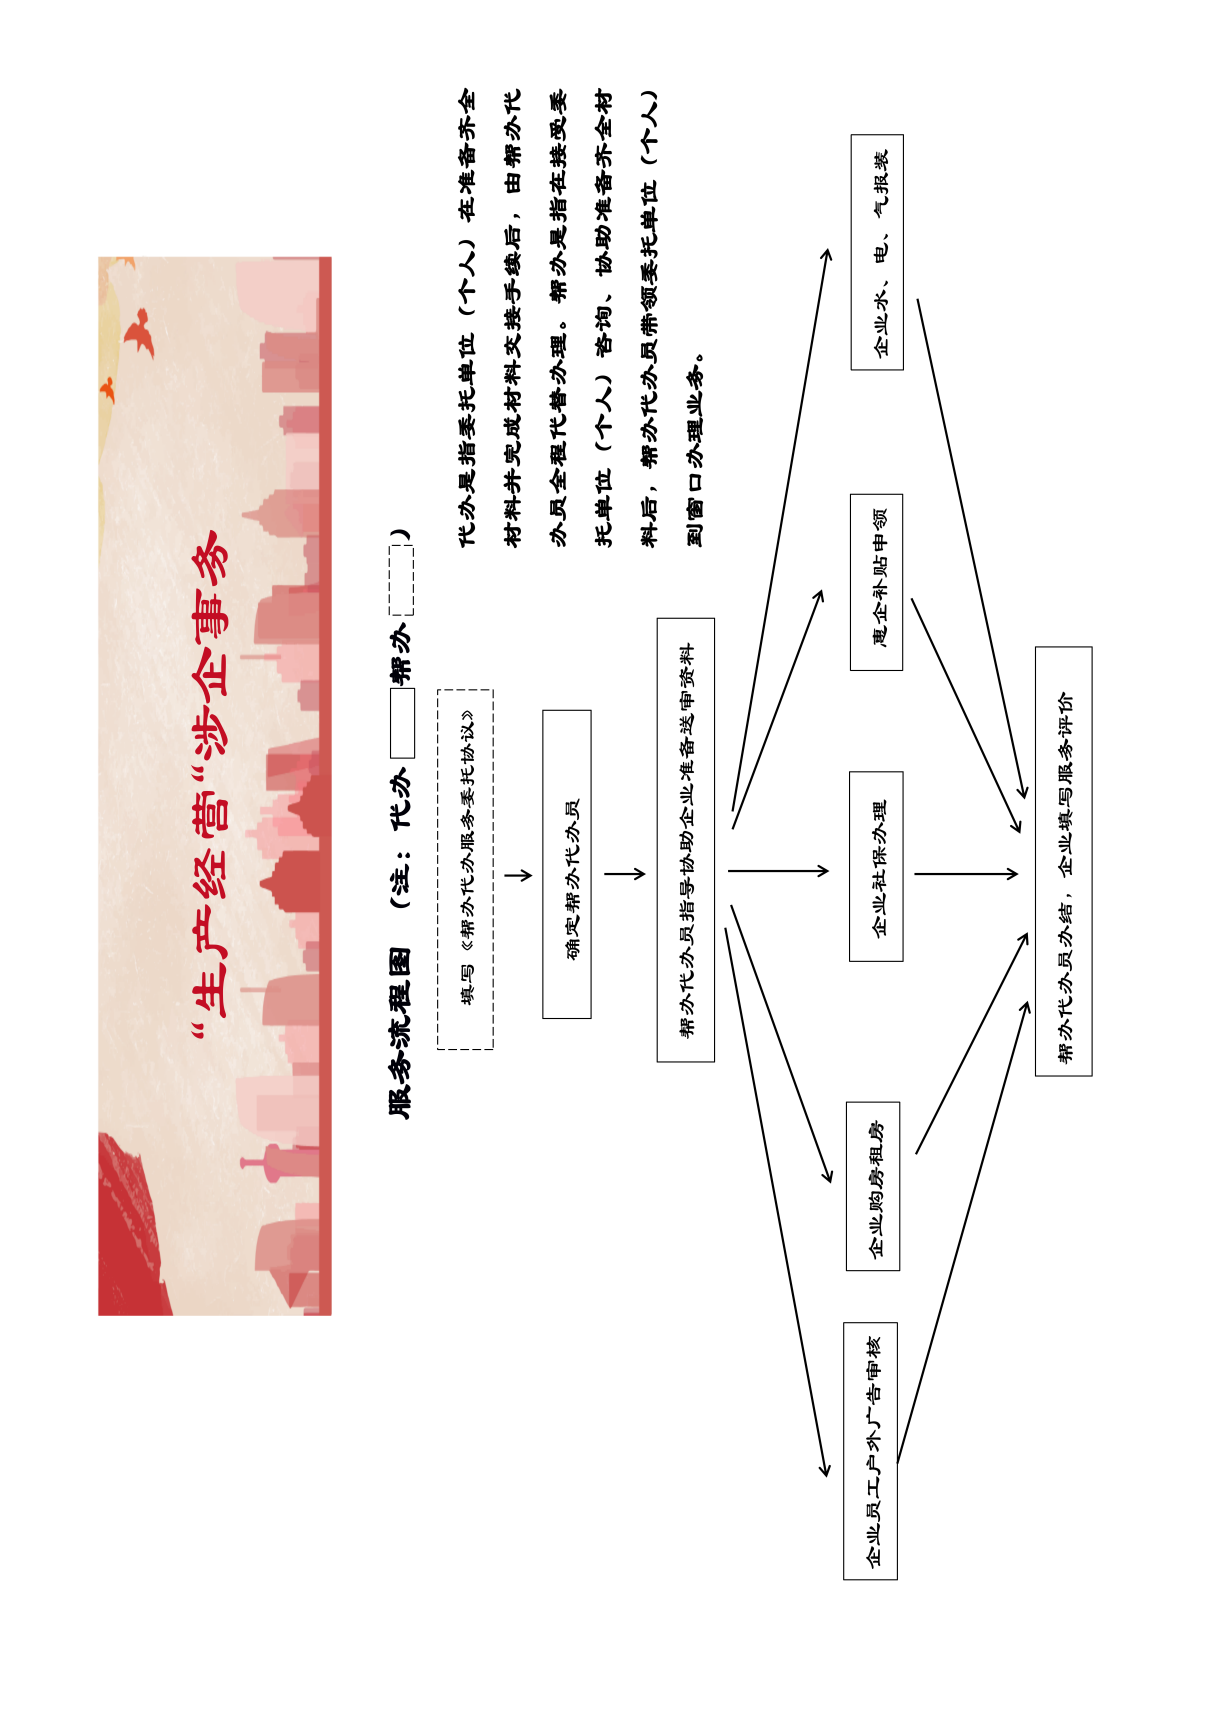 “生产经营“涉企事务
服务流程图 （注：代办 帮办 ）
代办是指委托单位（个人）在准备齐全
材料并完成材料交接手续后，由帮办代
办员全程代替办理。帮办是指在接受委
托单位（个人）咨询、协助准备齐全材
料后，帮办代办员带领委托单位（个人）
到窗口办理业务。
填写《帮办代办服务委托协议》
确定帮办代办员
帮办代办员指导协助企业准备送审资料
企业员工户外广告审核
企业购房租房
企业社保办理
惠企补贴申领
企业水、电、气报装
帮办代办员办结，企业填写服务评价